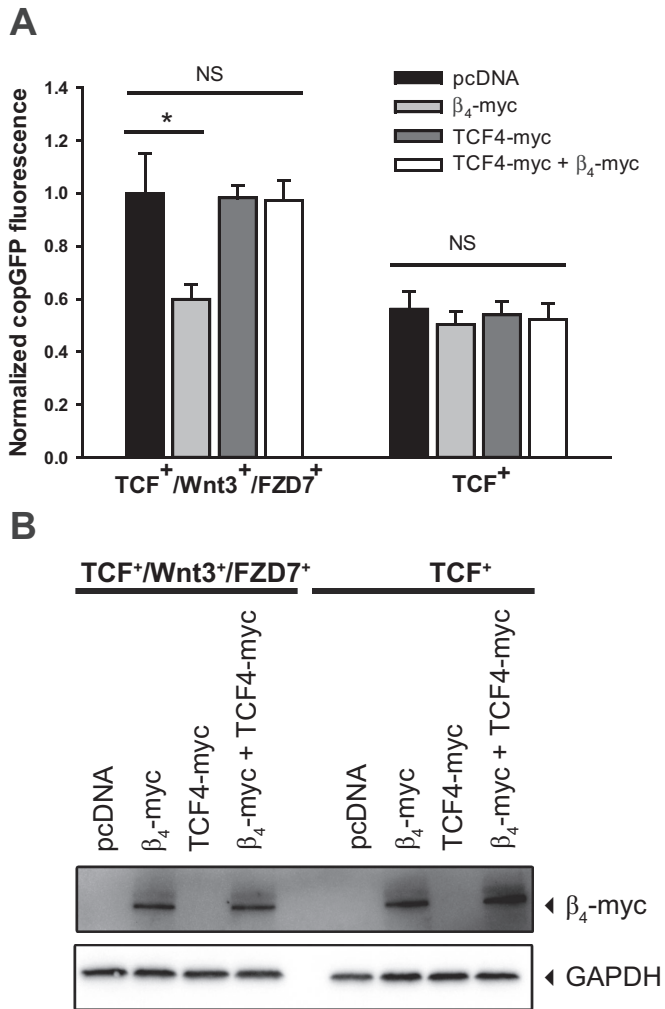 A
NS
*
NS
pcDNA
β₄-myc
TCF4-myc
TCF4-myc + β₄-myc
Normalized copGFP fluorescence
1.4
1.2
1.0
0.8
0.6
0.4
0.2
0.0
TCF⁺/Wnt3⁺/FZD7⁺
TCF⁺
B
TCF⁺/Wnt3⁺/FZD7⁺
TCF⁺
pcDNA
β₄-myc
TCF4-myc
β₄-myc + TCF4-myc
pcDNA
β₄-myc
TCF4-myc
β₄-myc + TCF4-myc
β₄-myc
GAPDH